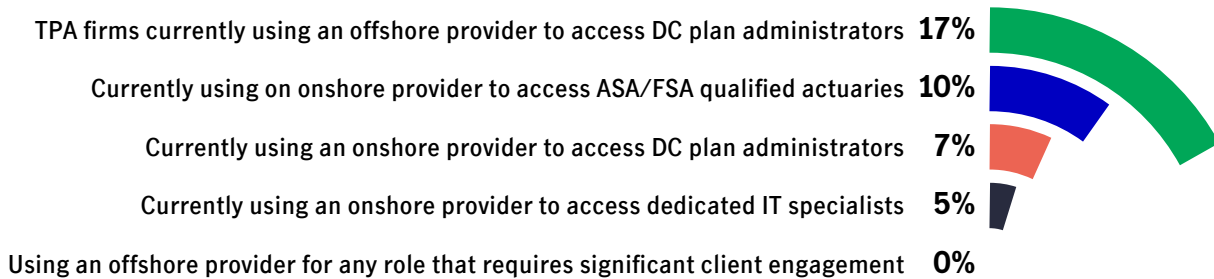 TPA firms currently using an offshore provider to access DC plan administrators 17%
Currently using on onshore provider to access ASA/FSA qualified actuaries 10%
Currently using an onshore provider to access DC plan administrators 7%
Currently using an onshore provider to access dedicated IT specialists 5%
Using an offshore provider for any role that requires significant client engagement 0%